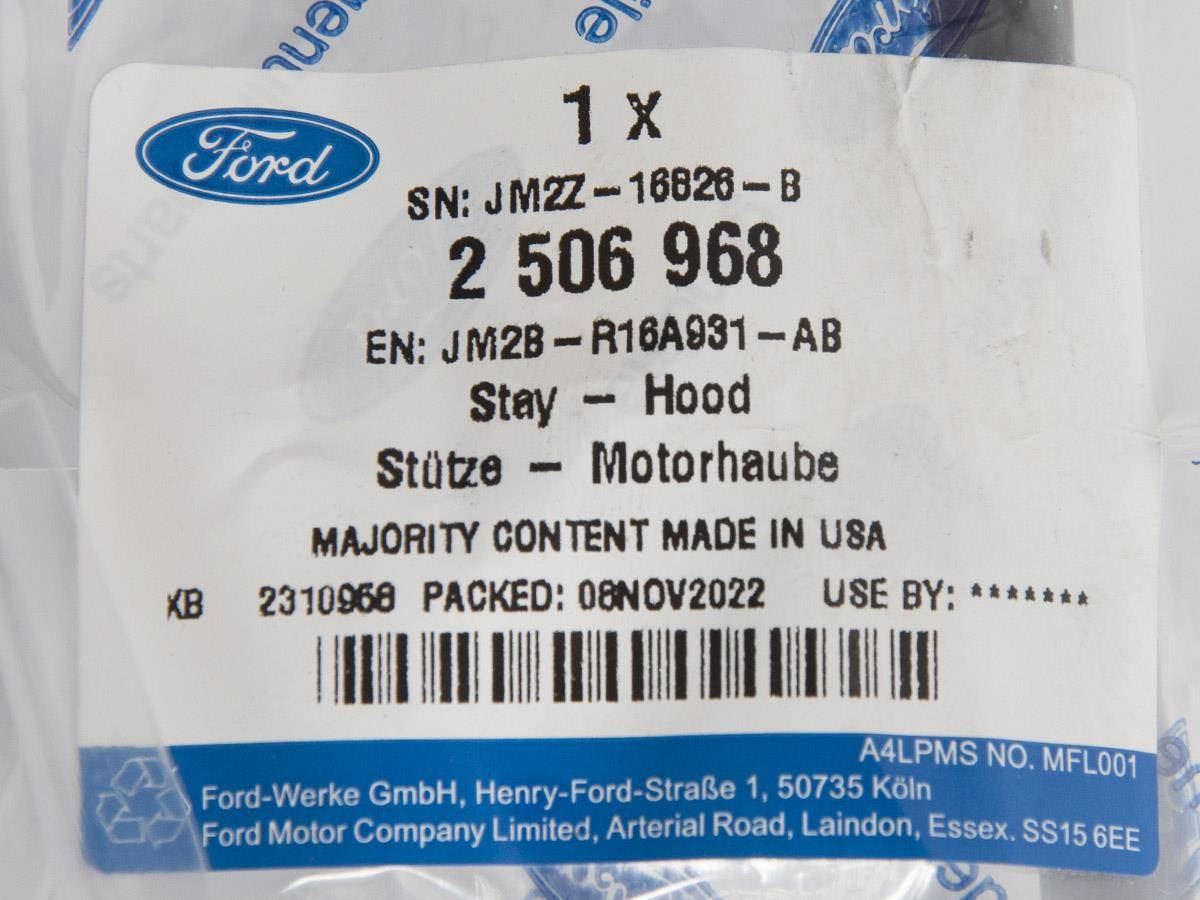 Ford
1 X
SN: JM2Z – 16826 – B
2 506 968
EN: JM2B – R16A931 – AB
Stay – Hood
Stütze – Motorhaube
MAJORITY CONTENT MADE IN USA
KB 2310968 PACKED: 08NOV2022 USE BY: *******
A4LPMS NO. MFL001
Ford-Werke GmbH, Henry-Ford-Straße 1, 50735 Köln
Ford Motor Company Limited, Arterial Road, Laindon, Essex. SS15 6EE